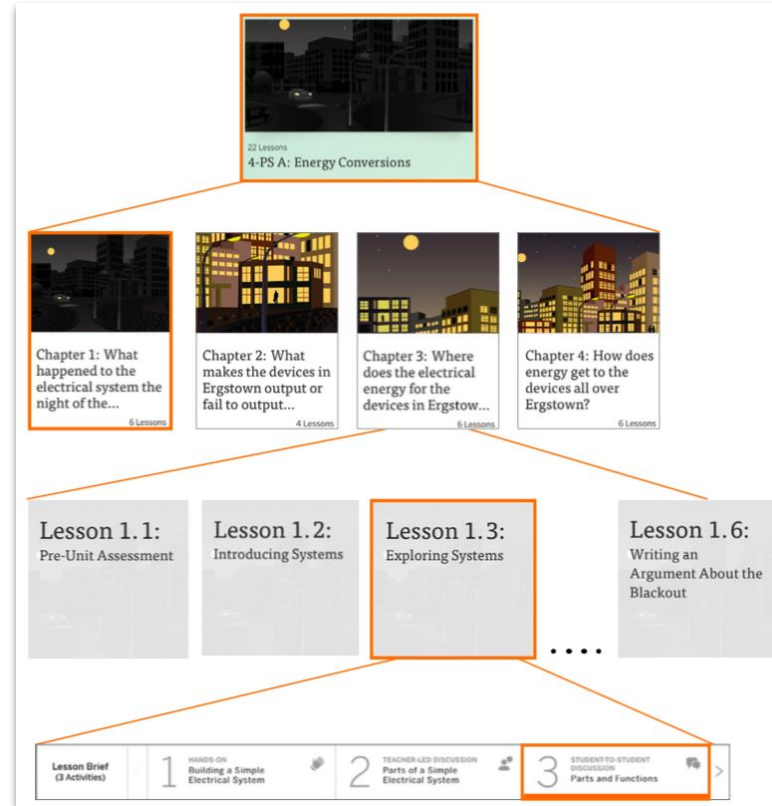 22 Lessons
4-PS A: Energy Conversions
Chapter 1: What
happened to the
electrical system the
night of the...
6 Lessons
Chapter 2: What
makes the devices in
Ergstown output or
fail to output...
4 Lessons
Chapter 3: Where
does the electrical
energy for the
devices in Ergstow...
6 Lessons
Chapter 4: How does
energy get to the
devices all over
Ergstown?
6 Lessons
Lesson 1.1:
Pre-Unit Assessment
Lesson 1.2:
Introducing Systems
Lesson 1.3:
Exploring Systems
....
Lesson 1.6:
Writing an
Argument About the
Blackout
Lesson Brief
(3 Activities)
<
1
HANDS-ON
Building a Simple
Electrical System
2
TEACHER-LED DISCUSSION
Parts of a Simple
Electrical System
3
STUDENT-TO-STUDENT
DISCUSSION
Parts and Functions
>